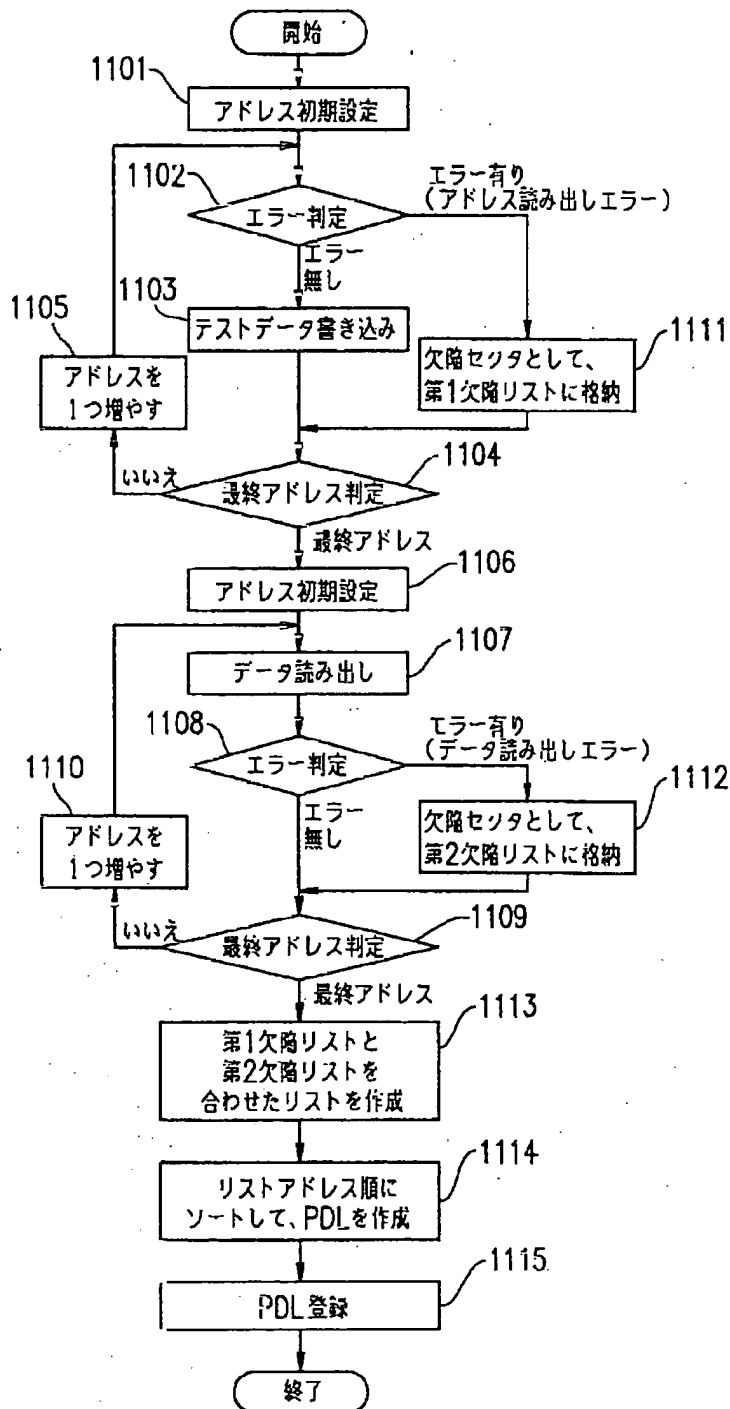 開始
1101
アドレス初期設定
1102
エラー有り
(アドレス読み出しエラー)
エラー判定
エラー
無し
1103
テストデータ書き込み
1105
アドレスを
1つ増やす
1111
欠陥セクタとして、
第1欠陥リストに格納
1104
いいえ
最終アドレス判定
最終アドレス
1106
アドレス初期設定
1107
データ読み出し
1108
エラー有り
(データ読み出しエラー)
エラー判定
エラー
無し
1110
アドレスを
1つ増やす
1112
欠陥セクタとして、
第2欠陥リストに格納
1109
いいえ
最終アドレス判定
最終アドレス
1113
第1欠陥リストと
第2欠陥リストを
合わせたリストを作成
1114
リストアドレス順に
ソートして、PDLを作成
1115
PDL登録
終了